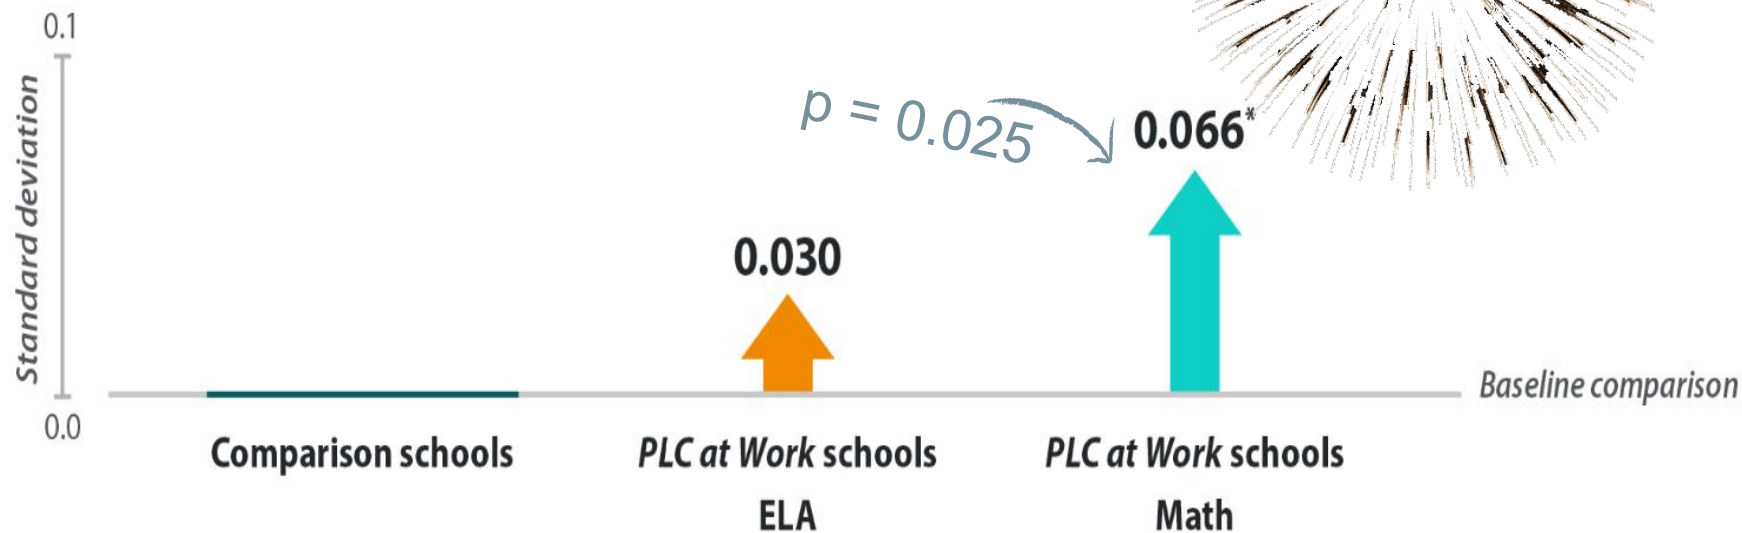 0.1
Standard deviation
0.0
p = 0.025
0.066*
0.030
Baseline comparison
Comparison schools
PLC at Work schools
ELA
PLC at Work schools
Math